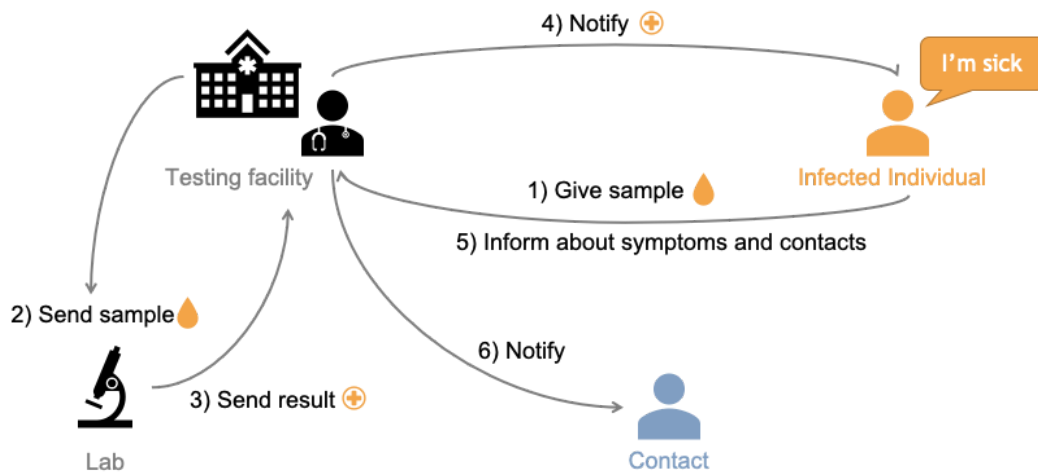 4) Notify
I'm sick
Testing facility
Infected Individual
1) Give sample
5) Inform about symptoms and contacts
2) Send sample
6) Notify
3) Send result
Lab
Contact